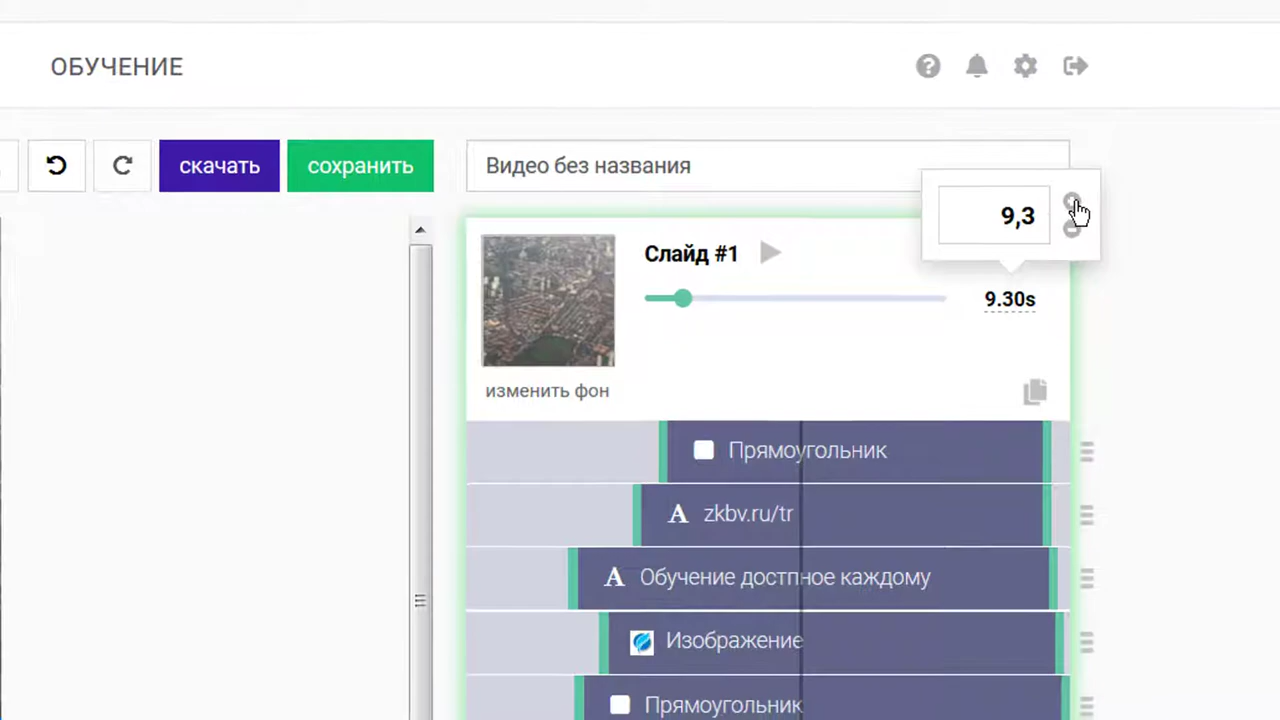 ОБУЧЕНИЕ
скачать
сохранить
Видео без названия
9,3
Слайд #1
9.30s
изменить фон
Прямоугольник
A zkbv.ru/tr
A Обучение достпное каждому
Изображение
Прямоугольник